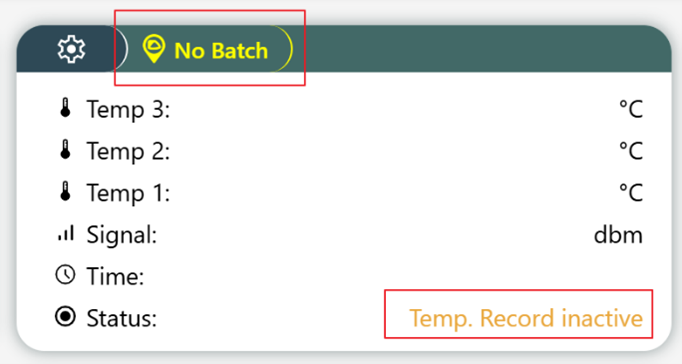 No Batch
Temp 3: °C
Temp 2: °C
Temp 1: °C
Signal: dbm
Time:
Status: Temp. Record inactive